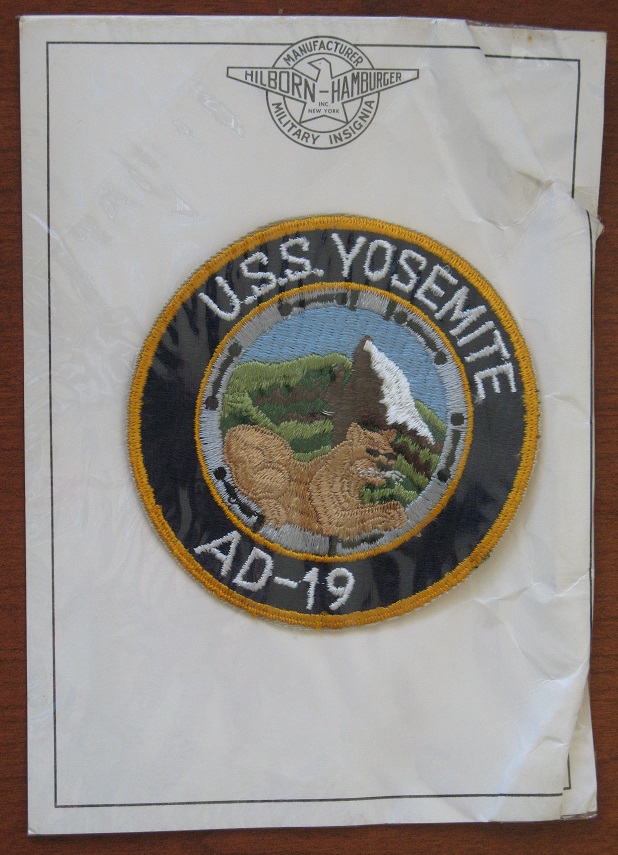 MANUFACTURER
HILBORN-HAMBURGER
INC
NEW YORK
MILITARY INSIGNIA
U.S.S. YOSEMITE
AD-19